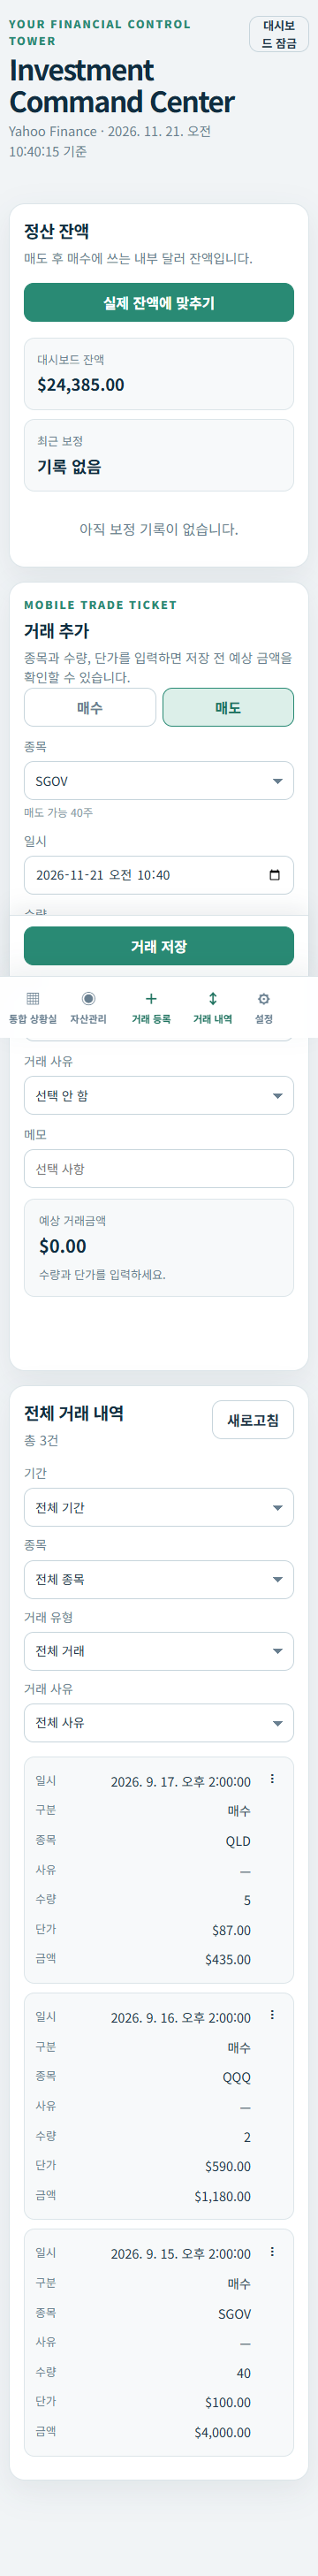 YOUR FINANCIAL CONTROL
TOWER
대시보
드 잠금
Investment
Command Center
Yahoo Finance · 2026. 11. 21. 오전
10:40:15 기준
정산 잔액
매도 후 매수에 쓰는 내부 달러 잔액입니다.
실제 잔액에 맞추기
대시보드 잔액
$24,385.00
최근 보정
기록 없음
아직 보정 기록이 없습니다.
MOBILE TRADE TICKET
거래 추가
종목과 수량, 단가를 입력하면 저장 전 예상 금액을
확인할 수 있습니다.
매수 매도
종목
SGOV
매도 가능 40주
일시
2026-11-21 오전 10:40
거래 저장
통합 상황실 자산관리 거래 등록 거래 내역 설정
거래 사유
선택 안 함
메모
선택 사항
예상 거래금액
$0.00
수량과 단가를 입력하세요.
전체 거래 내역
새로고침
총 3건
기간
전체 기간
종목
전체 종목
거래 유형
전체 거래
거래 사유
전체 사유
일시 2026. 9. 17. 오후 2:00:00
구분 매수
종목 QLD
사유 —
수량 5
단가 $87.00
금액 $435.00
일시 2026. 9. 16. 오후 2:00:00
구분 매수
종목 QQQ
사유 —
수량 2
단가 $590.00
금액 $1,180.00
일시 2026. 9. 15. 오후 2:00:00
구분 매수
종목 SGOV
사유 —
수량 40
단가 $100.00
금액 $4,000.00